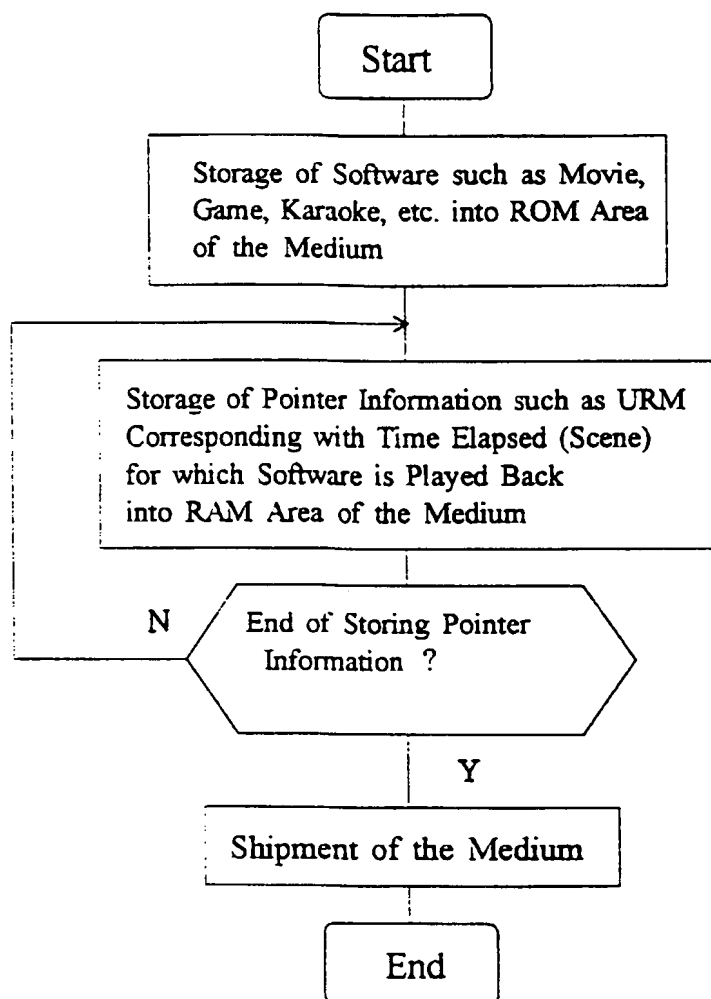 Start
Storage of Software such as Movie,
Game, Karaoke, etc. into ROM Area
of the Medium
Storage of Pointer Information such as URM
Corresponding with Time Elapsed (Scene)
for which Software is Played Back
into RAM Area of the Medium
N
End of Storing Pointer
Information ?
Y
Shipment of the Medium
End